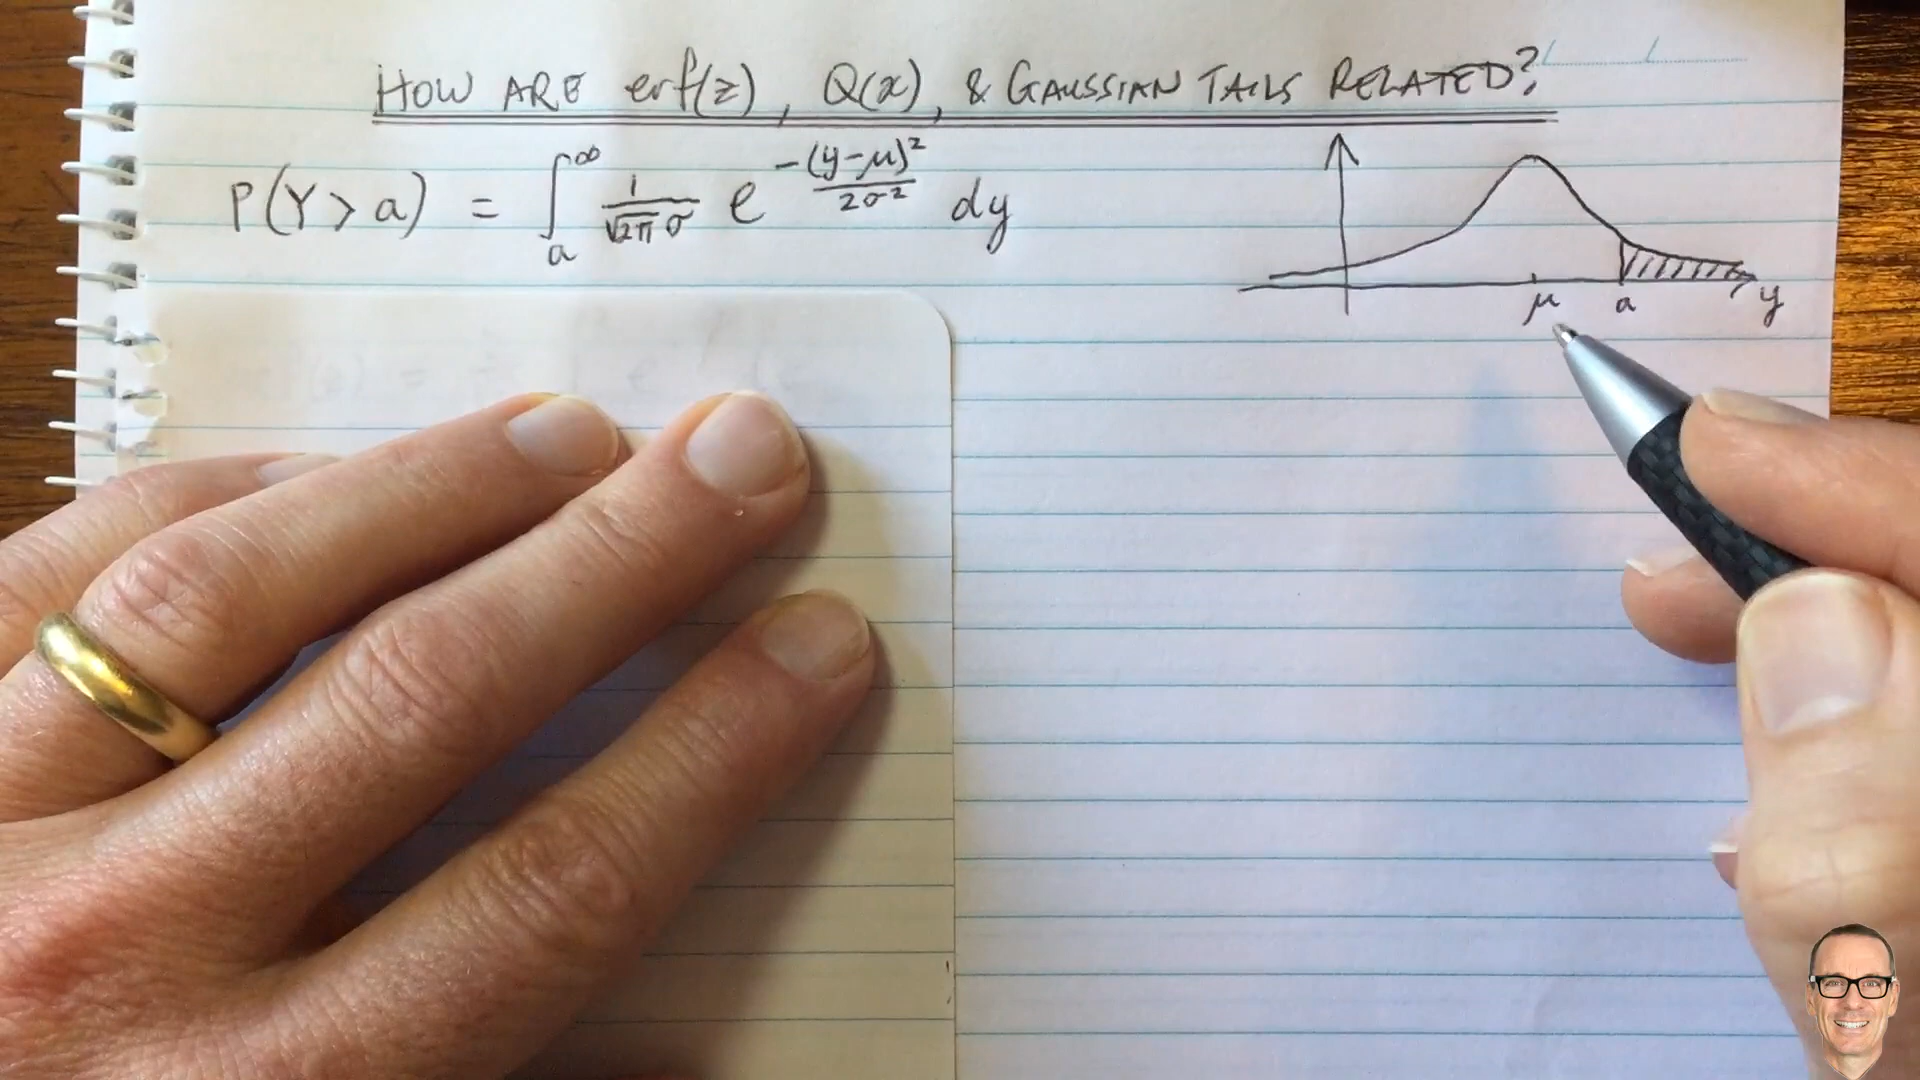 HOW ARE erf(z), Q(x), & GAUSSIAN TAILS RELATED?
P(Y > a) = ∫_a^∞ 1/(√2π σ) e^(-(y-μ)²/2σ²) dy
μ a y